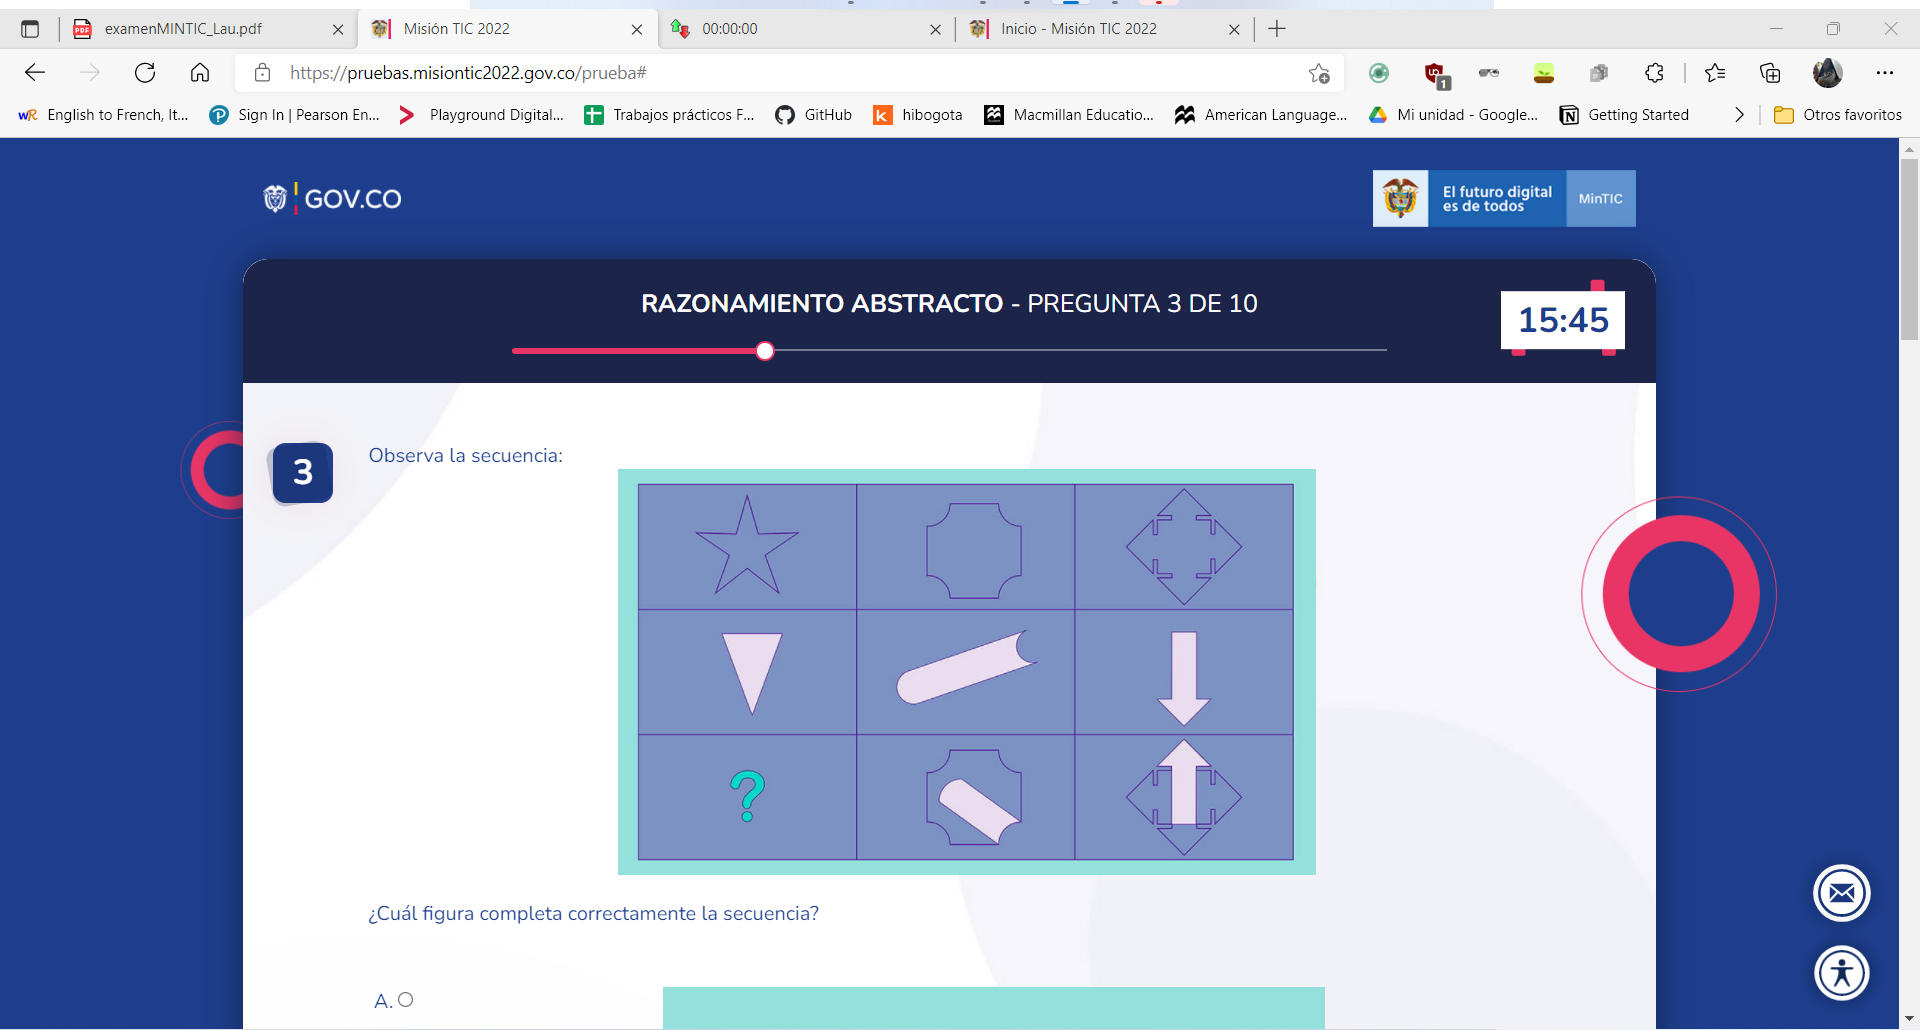 examenMINTIC_Lau.pdf
Misión TIC 2022
00:00:00
Inicio - Misión TIC 2022
https://pruebas.misiontic2022.gov.co/prueba#
1
English to French, It...
Sign In | Pearson En...
Playground Digital...
Trabajos prácticos F...
GitHub
hibogota
Macmillan Educatio...
American Language...
Mi unidad - Google...
Getting Started
Otros favoritos
GOV.CO
El futuro digital
es de todos
MinTIC
RAZONAMIENTO ABSTRACTO - PREGUNTA 3 DE 10
15:45
3
Observa la secuencia:
?
¿Cuál figura completa correctamente la secuencia?
A.